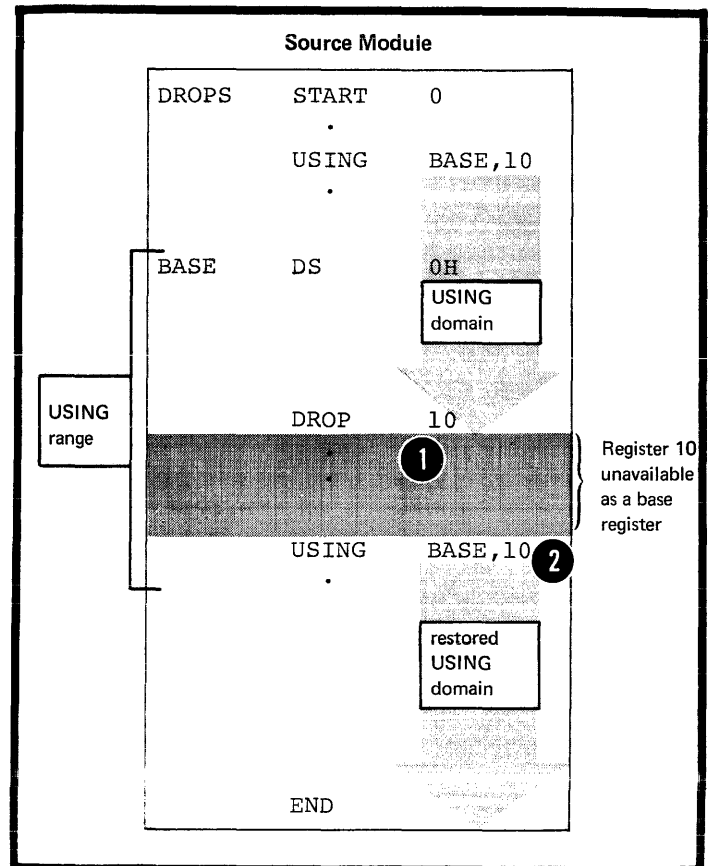 Source Module
DROPS START 0
.
USING BASE,10
.
BASE DS 0H
USING
domain
USING
range
DROP 10
1
.
.
Register 10
unavailable
as a base
register
USING BASE,10 2
.
restored
USING
domain
END